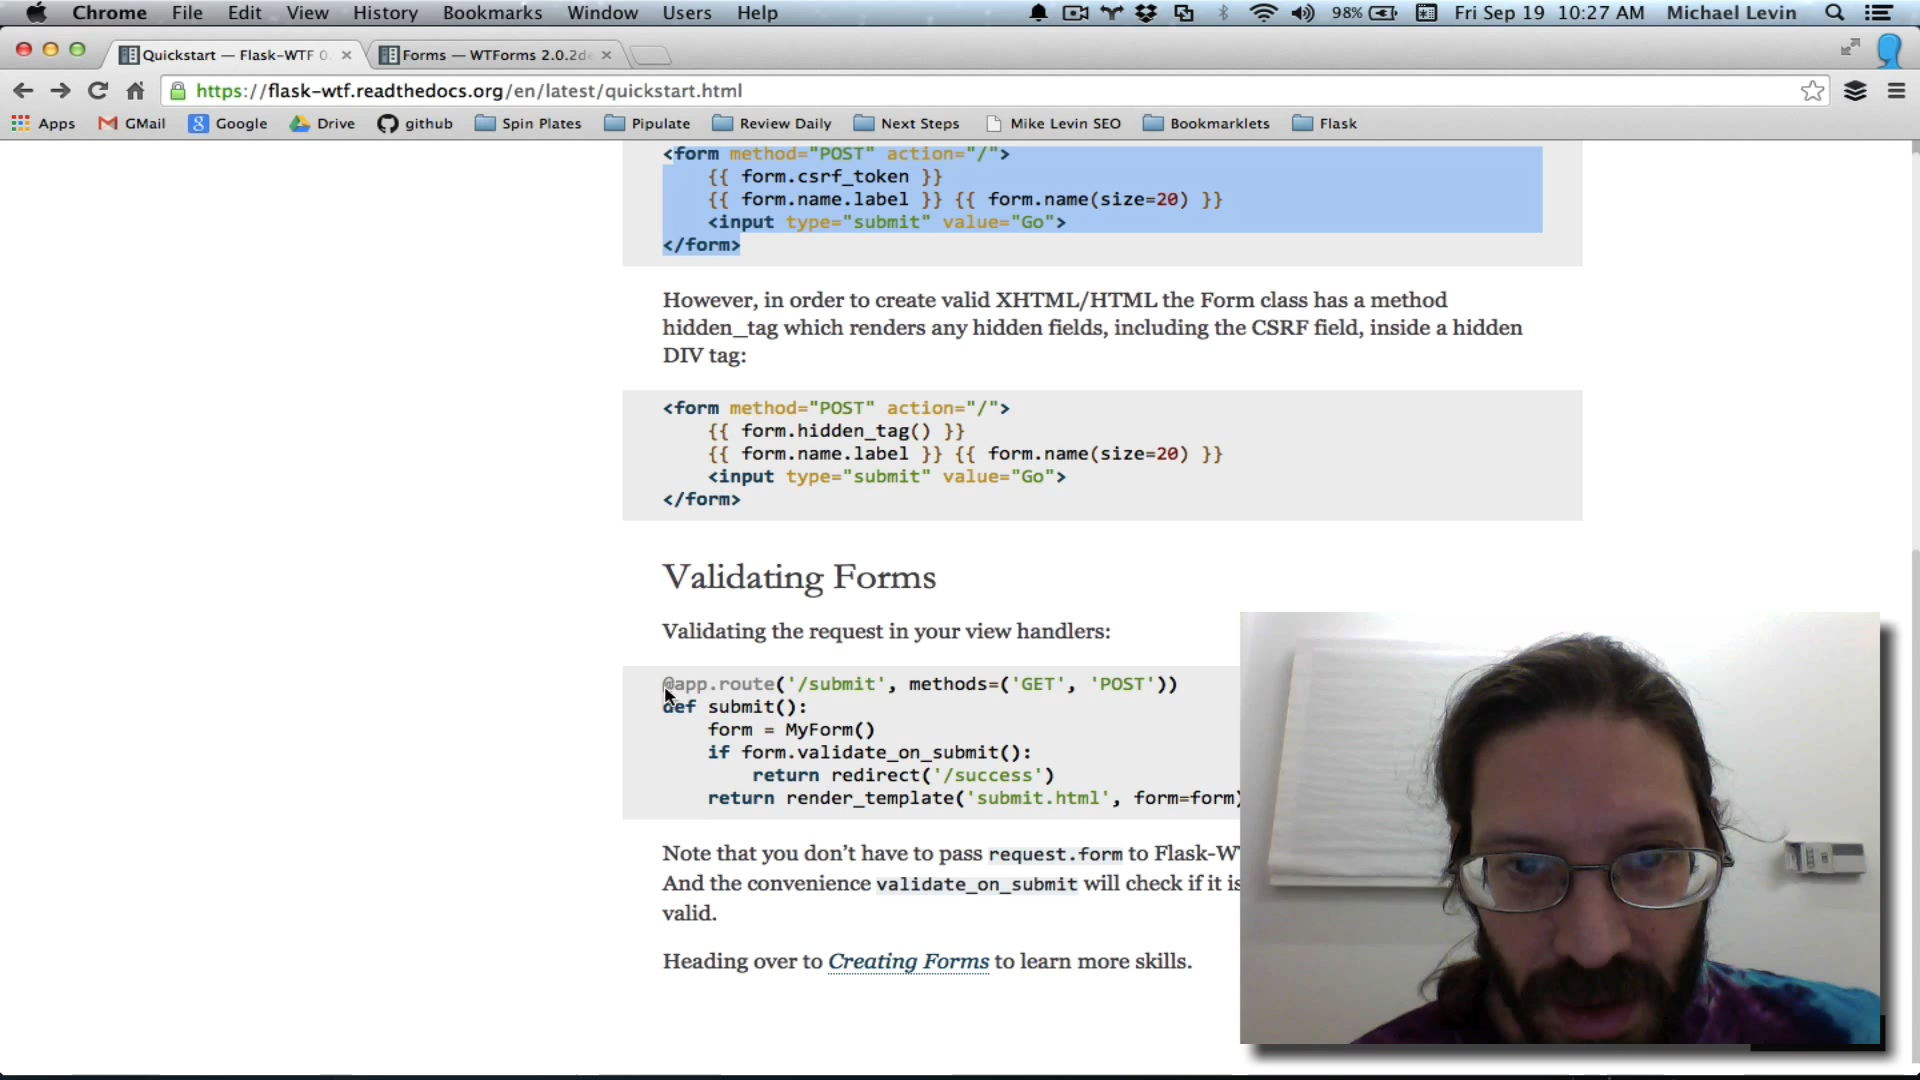 Chrome File Edit View History Bookmarks Window Users Help 98% Fri Sep 19 10:27 AM Michael Levin
Quickstart — Flask-WTF 0. Forms — WTForms 2.0.2de
https://flask-wtf.readthedocs.org/en/latest/quickstart.html
Apps GMail Google Drive github Spin Plates Pipulate Review Daily Next Steps Mike Levin SEO Bookmarklets Flask
<form method="POST" action="/">
{{ form.csrf_token }}
{{ form.name.label }} {{ form.name(size=20) }}
<input type="submit" value="Go">
</form>
However, in order to create valid XHTML/HTML the Form class has a method
hidden_tag which renders any hidden fields, including the CSRF field, inside a hidden
DIV tag:
<form method="POST" action="/">
{{ form.hidden_tag() }}
{{ form.name.label }} {{ form.name(size=20) }}
<input type="submit" value="Go">
</form>
Validating Forms
Validating the request in your view handlers:
@app.route('/submit', methods=('GET', 'POST'))
def submit():
form = MyForm()
if form.validate_on_submit():
return redirect('/success')
return render_template('submit.html', form=form)
Note that you don’t have to pass request.form to Flask-W
And the convenience validate_on_submit will check if it is
valid.
Heading over to Creating Forms to learn more skills.